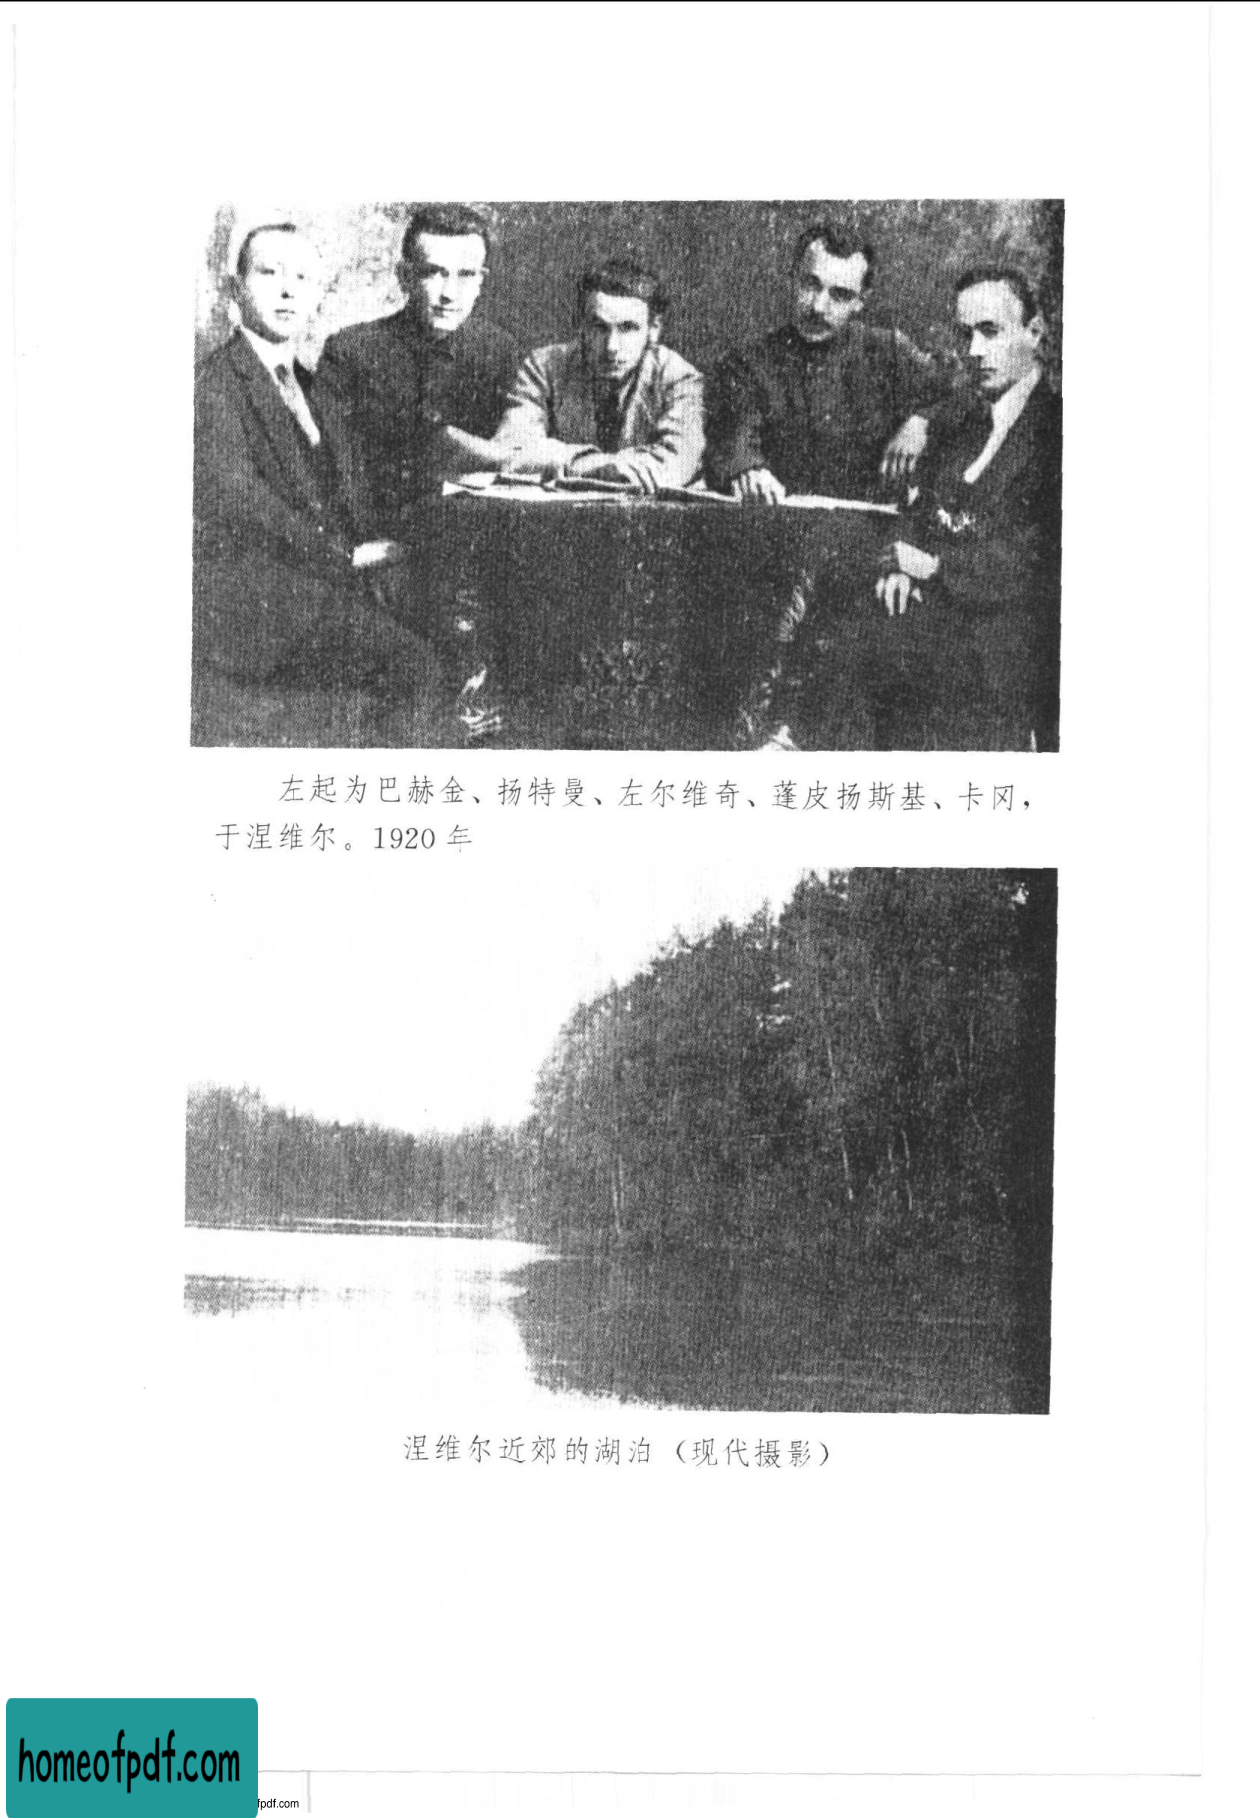 左起为巴赫金、扬特曼、左尔维奇、蓬皮扬斯基、卡冈，
于涅维尔。1920 年
涅维尔近郊的湖泊（现代摄影）
homeofpdf.com
fpdf.com